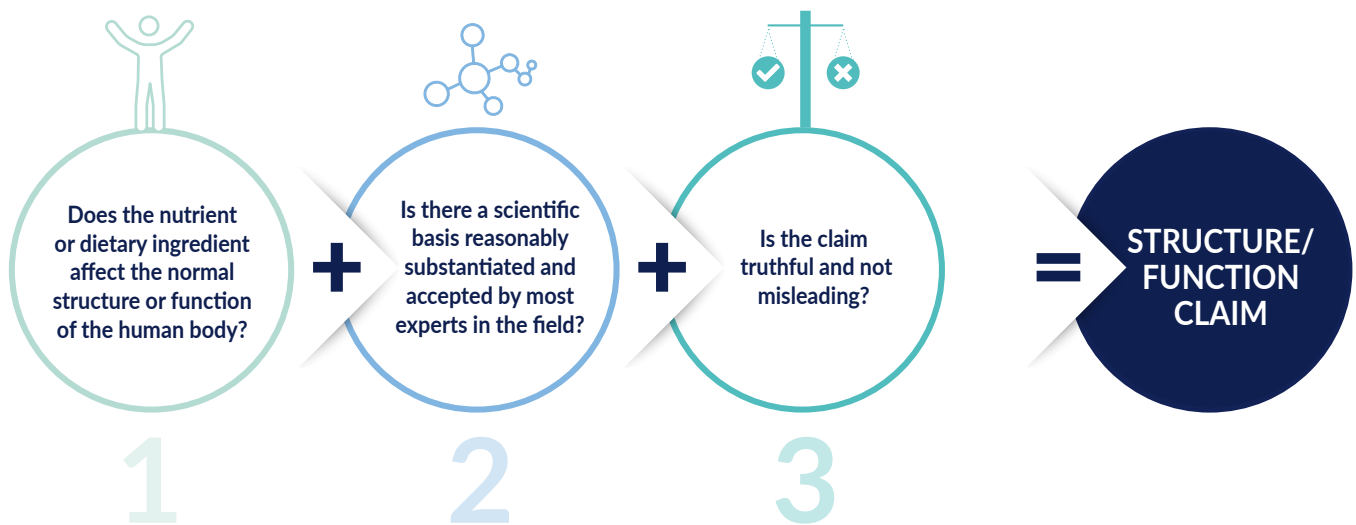 Does the nutrient
or dietary ingredient
affect the normal
structure or function
of the human body?
+
Is there a scientific
basis reasonably
substantiated and
accepted by most
experts in the field?
+
Is the claim
truthful and not
misleading?
=
STRUCTURE/
FUNCTION
CLAIM
1
2
3